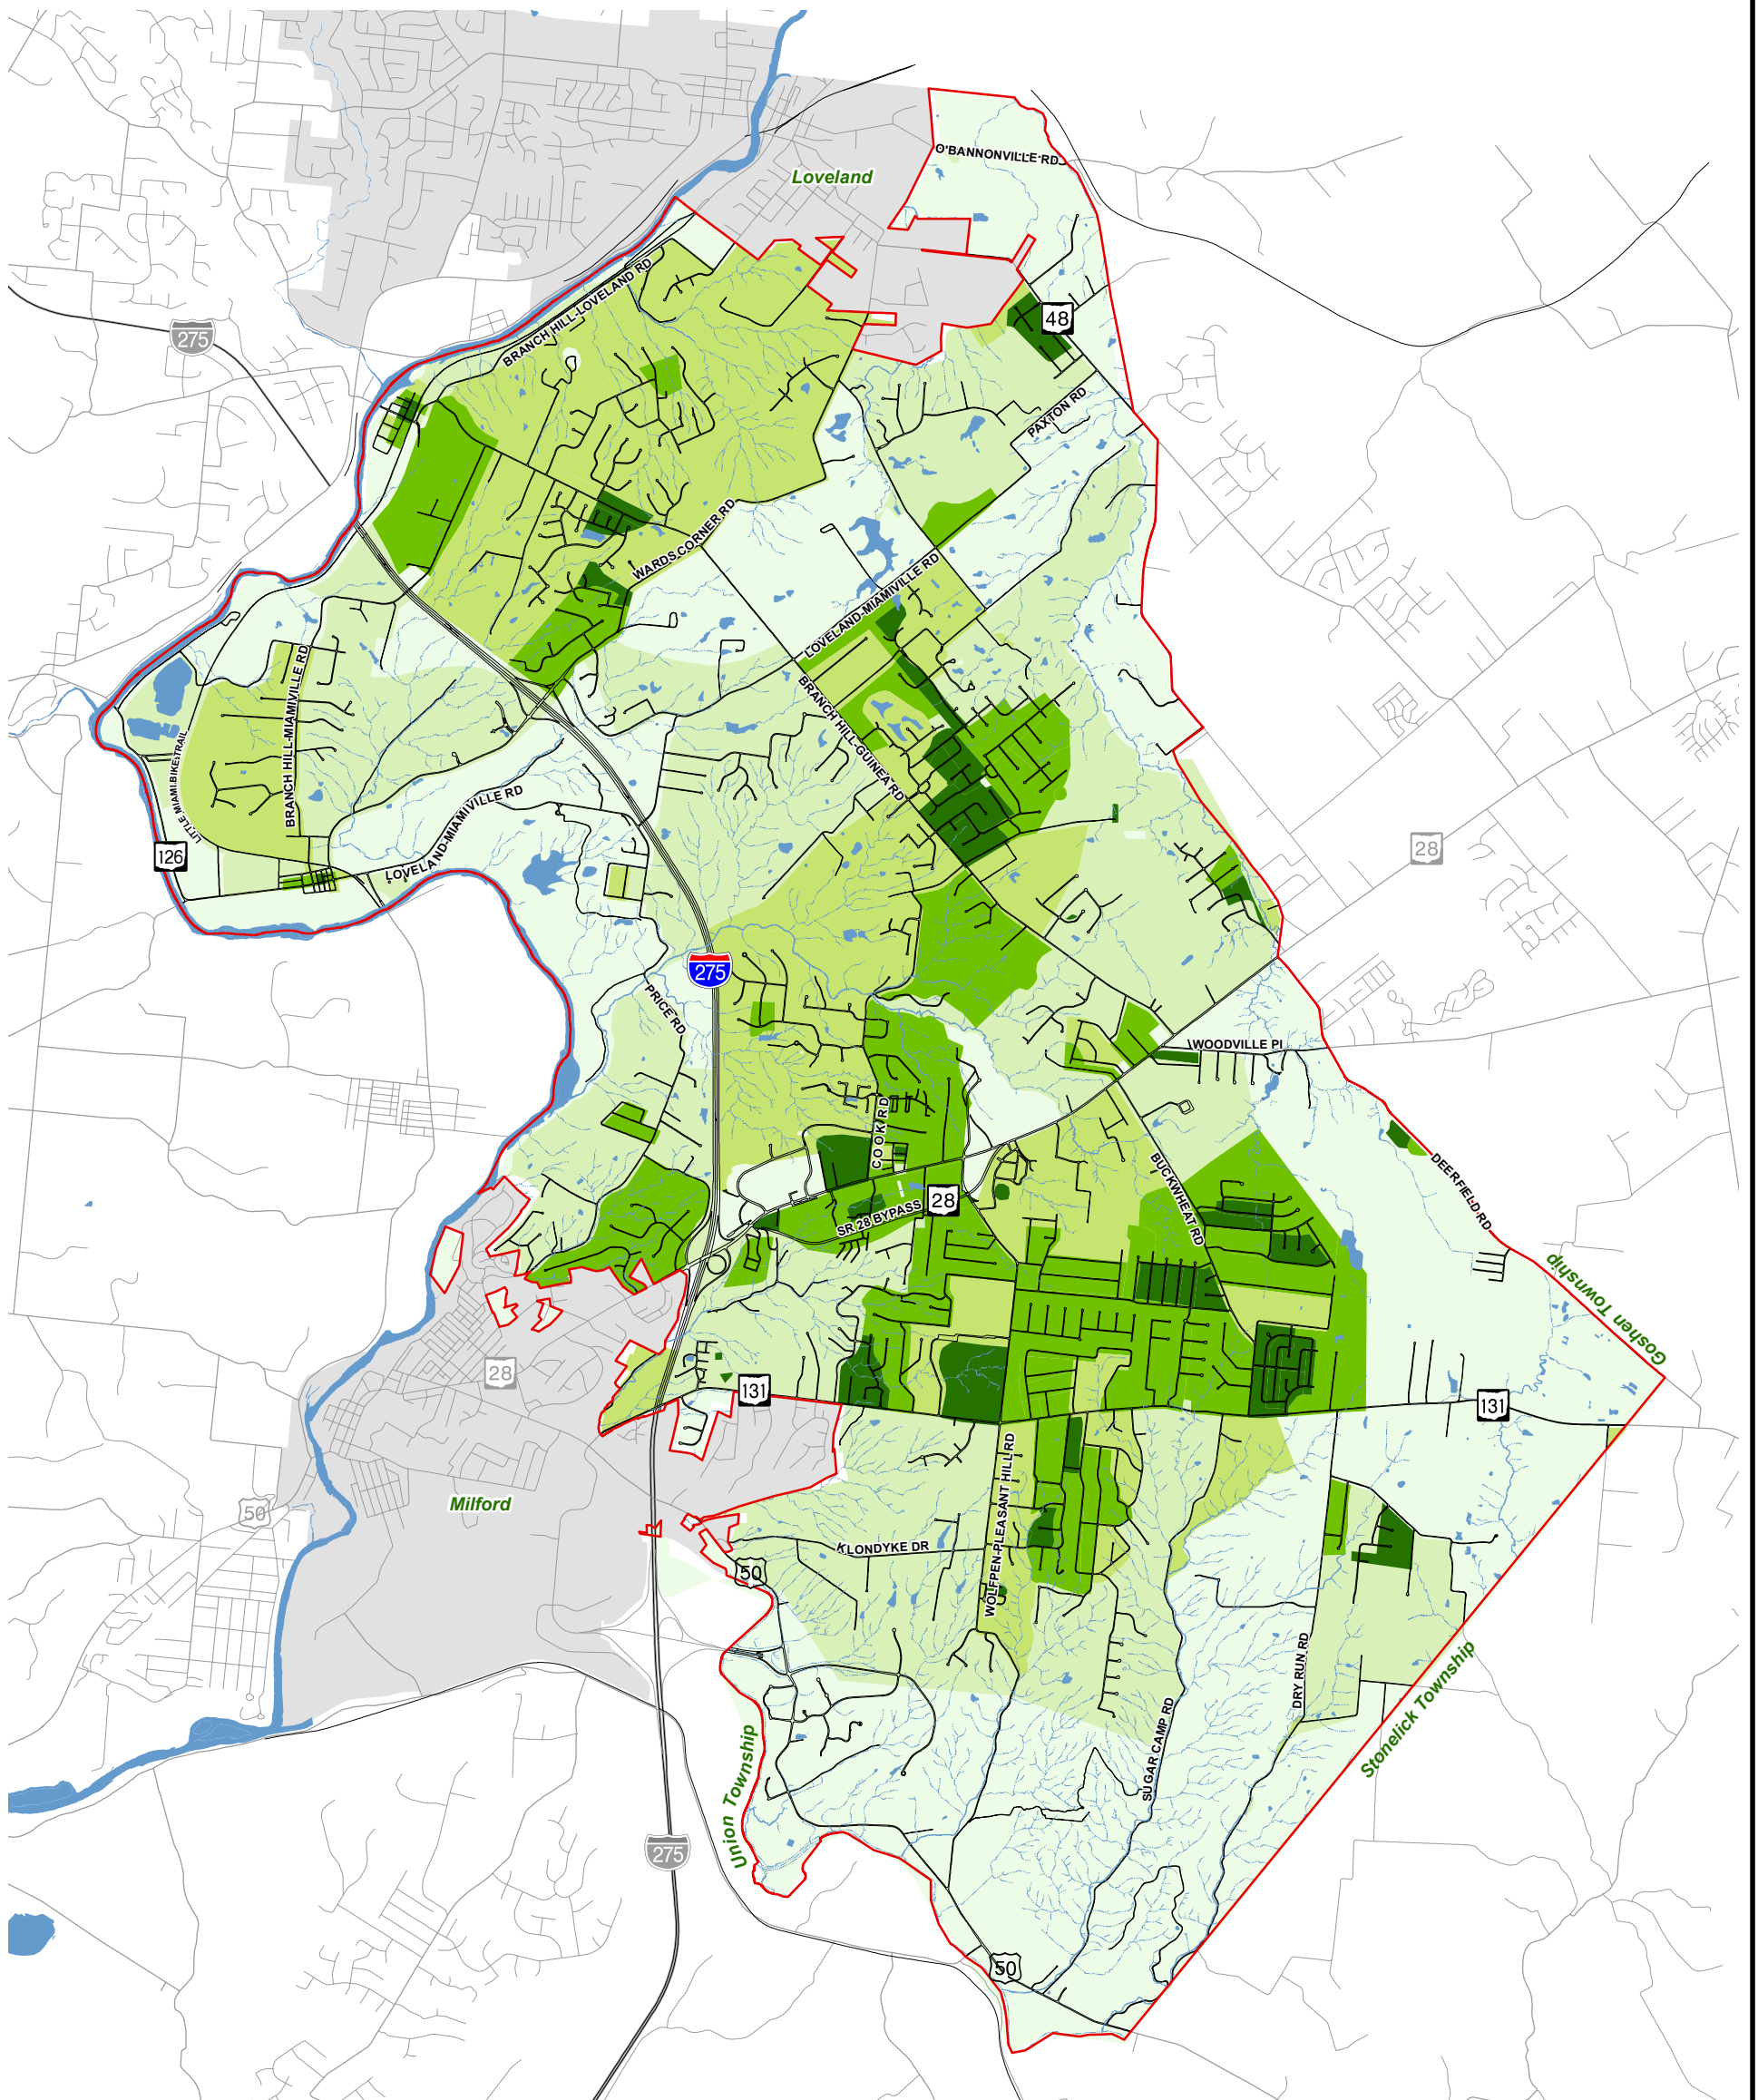 O'BANNONVILLE RD
Loveland
BRANCH HILL-LOVELAND RD
48
275
PAXTON RD
WARDS CORNER RD
LOVELAND-MIAMIVILLE RD
BRANCH HILL-GUINEA RD
BRANCH HILL-MIAMIVILLE RD
LITTLE MIAMI BIKE TRAIL
LOVELAND-MIAMIVILLE RD
126
28
275
PRICE RD
WOODVILLE PI
COOK RD
BUCKWHEAT RD
DEERFIELD RD
28
SR 28 BYPASS
Goshen Township
28
131
131
WOLFPEN-PLEASANT HILL RD
Milford
50
KLONDYKE DR
50
DRY RUN RD
Stonelick Township
SUGAR CAMP RD
Union Township
275
50